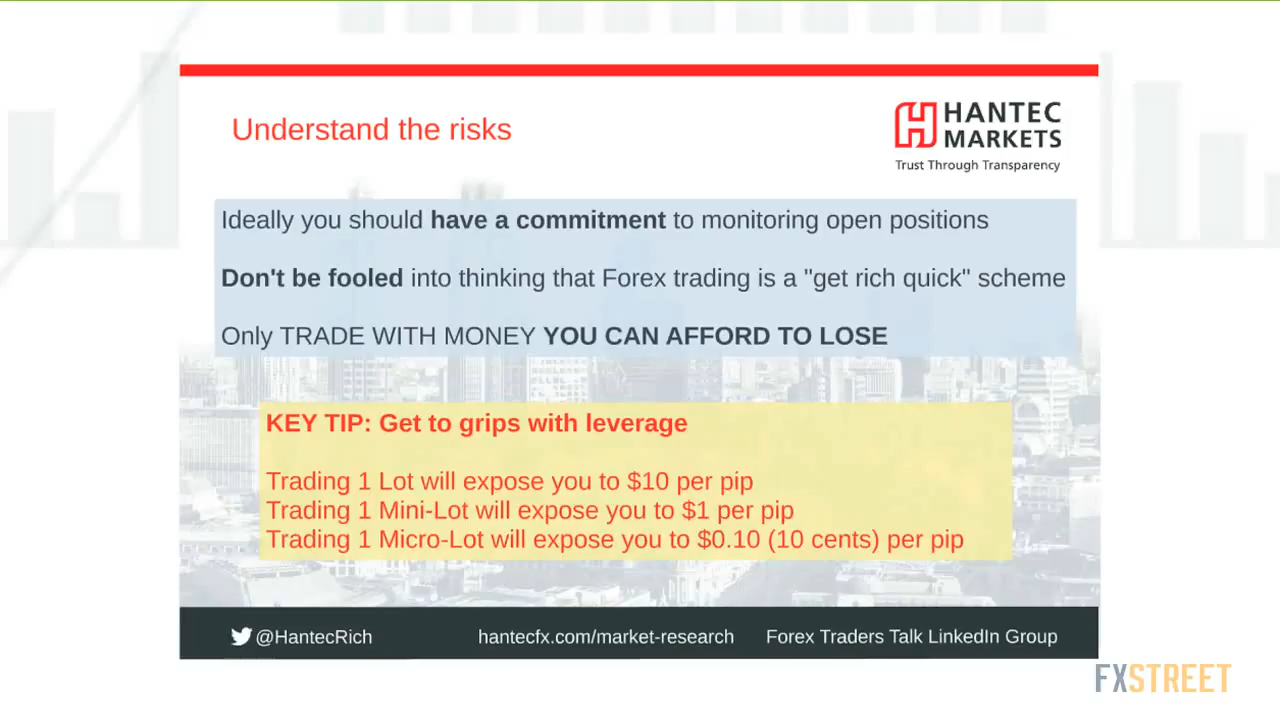 Understand the risks
HANTEC
MARKETS
Trust Through Transparency
Ideally you should have a commitment to monitoring open positions
Don't be fooled into thinking that Forex trading is a "get rich quick" scheme
Only TRADE WITH MONEY YOU CAN AFFORD TO LOSE
KEY TIP: Get to grips with leverage
Trading 1 Lot will expose you to $10 per pip
Trading 1 Mini-Lot will expose you to $1 per pip
Trading 1 Micro-Lot will expose you to $0.10 (10 cents) per pip
@HantecRich hantecfx.com/market-research Forex Traders Talk LinkedIn Group
FXSTREET